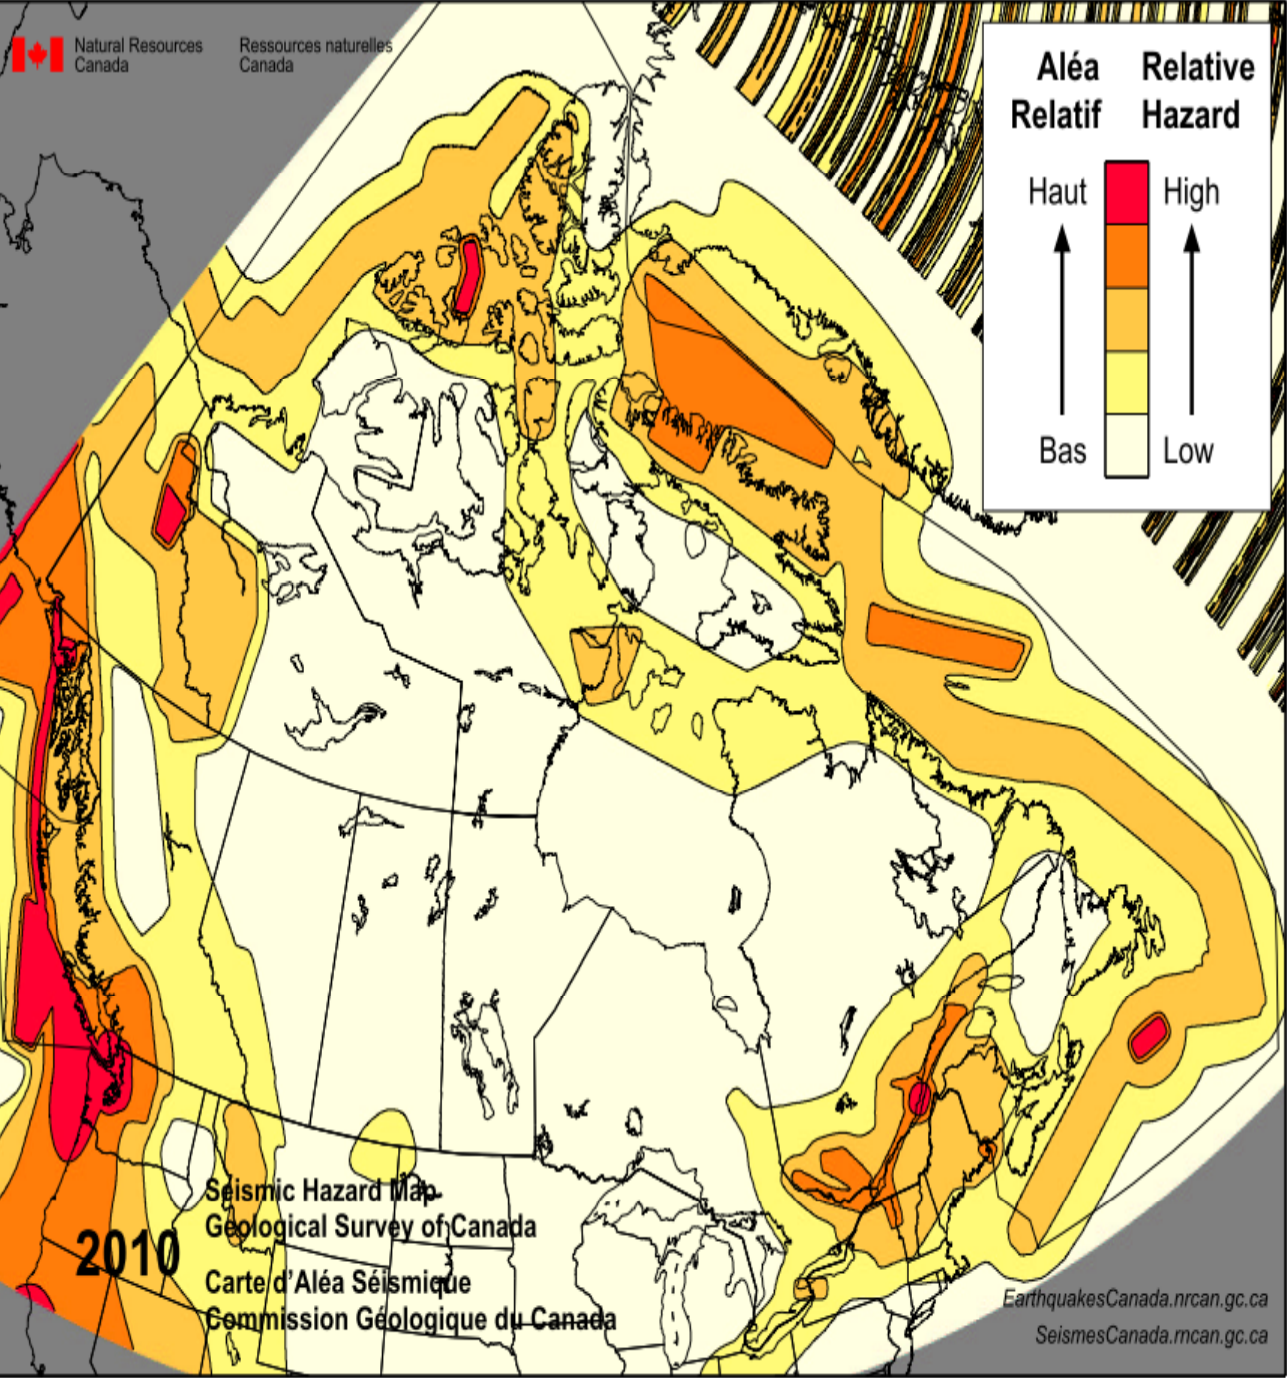 Natural Resources
Canada
Ressources naturelles
Canada
Aléa
Relatif
Relative
Hazard
Haut
High
Bas
Low
Seismic Hazard Map
Geological Survey of Canada
2010
Carte d'Aléa Séismique
Commission Géologique du Canada
EarthquakesCanada.nrcan.gc.ca
SeismesCanada.rncan.gc.ca